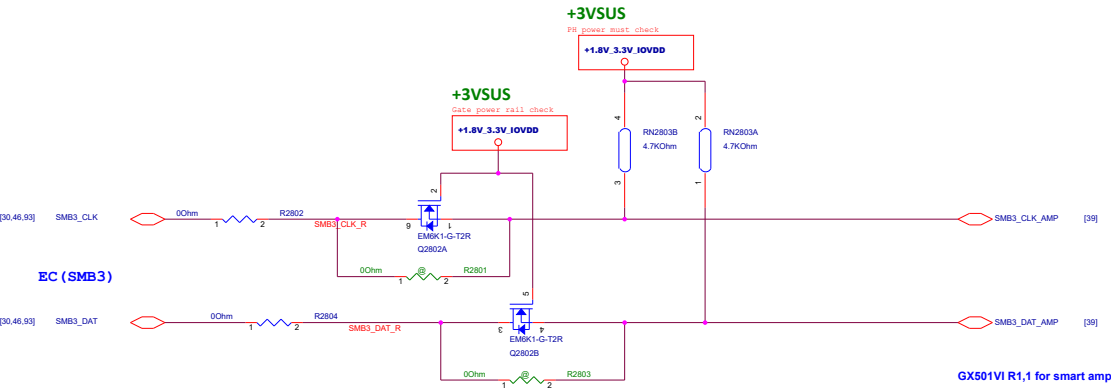 +3VSUS
PH power must check
+1.8V_3.3V_IOVDD
+3VSUS
Gate power rail check
+1.8V_3.3V_IOVDD
4
2
RN2803B
RN2803A
4.7KOhm
4.7KOhm
3
1
2
[30,46,93] SMB3_CLK
0Ohm
R2802
1
2
SMB3_CLK_R
6
1
SMB3_CLK_AMP [39]
EM6K1-G-T2R
Q2802A
0Ohm
@
R2801
1
2
EC(SMB3)
5
[30,46,93] SMB3_DAT
0Ohm
R2804
1
2
SMB3_DAT_R
3
4
SMB3_DAT_AMP [39]
EM6K1-G-T2R
Q2802B
0Ohm
@
R2803
1
2
GX501VI R1,1 for smart amp